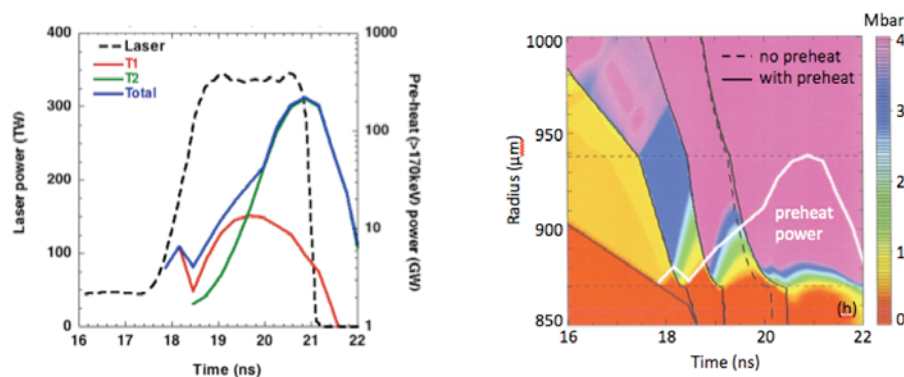 400
300
200
100
0
Laser power (TW)
Laser
T1
T2
Total
1000
100
10
1
Pre-heat (>170keV) power (GW)
16 17 18 19 20 21 22
Time (ns)
1000
950
900
850
Radius (µm)
no preheat
with preheat
preheat
power
(h)
16 18 19 20 22
Time (ns)
Mbar
4
3
2
1
0